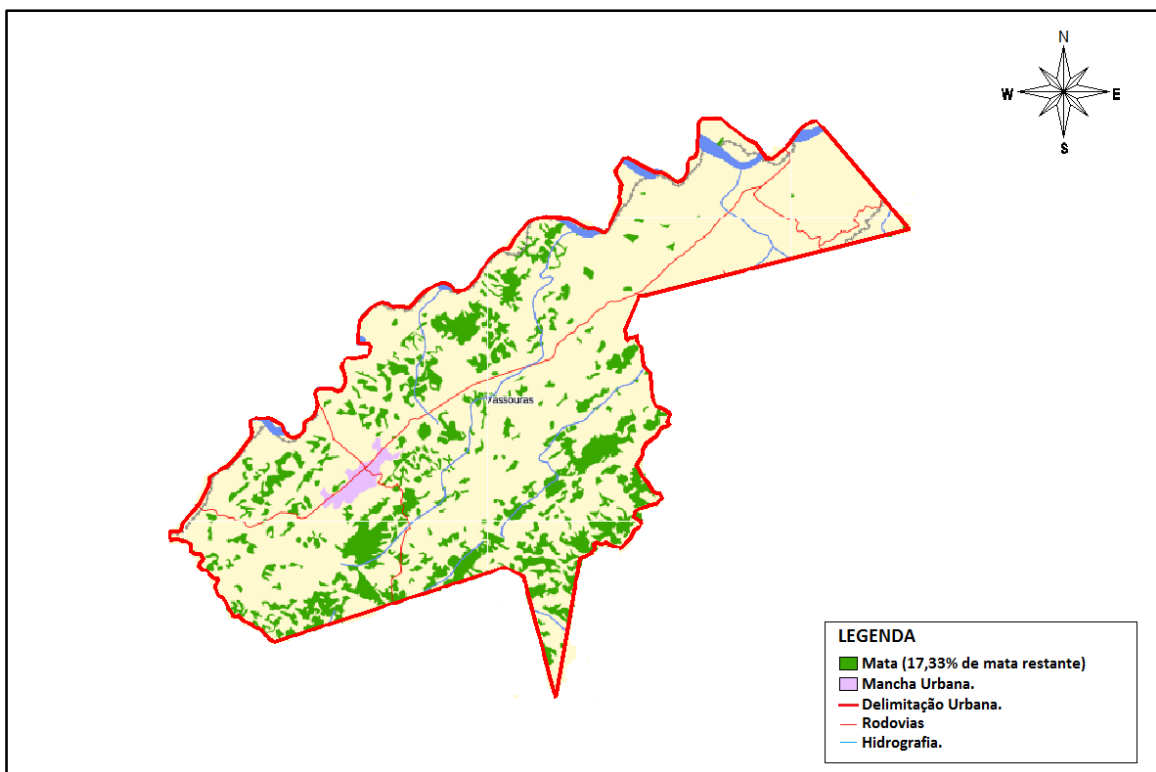 N
W E
S
Vassouras
LEGENDA
Mata (17,33% de mata restante)
Mancha Urbana.
Delimitação Urbana.
Rodovias
Hidrografia.